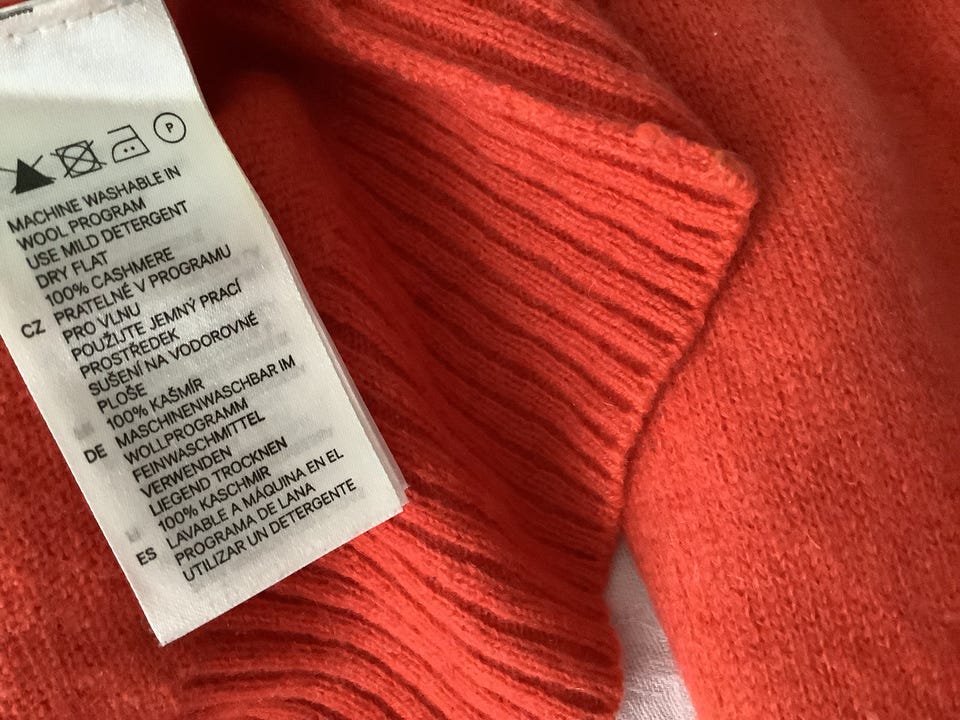 P
MACHINE WASHABLE IN
WOOL PROGRAM
USE MILD DETERGENT
DRY FLAT
100% CASHMERE
CZ PRATELNÉ V PROGRAMU
PRO VLNU
POUŽIJTE JEMNÝ PRACÍ
PROSTŘEDEK
SUŠENÍ NA VODOROVNÉ
PLOŠE
100% KAŠMÍR
DE MASCHINENWASCHBAR IM
WOLLPROGRAMM
FEINWASCHMITTEL
VERWENDEN
LIEGEND TROCKNEN
100% KASCHMIR
ES LAVABLE A MÁQUINA EN EL
PROGRAMA DE LANA
UTILIZAR UN DETERGENTE